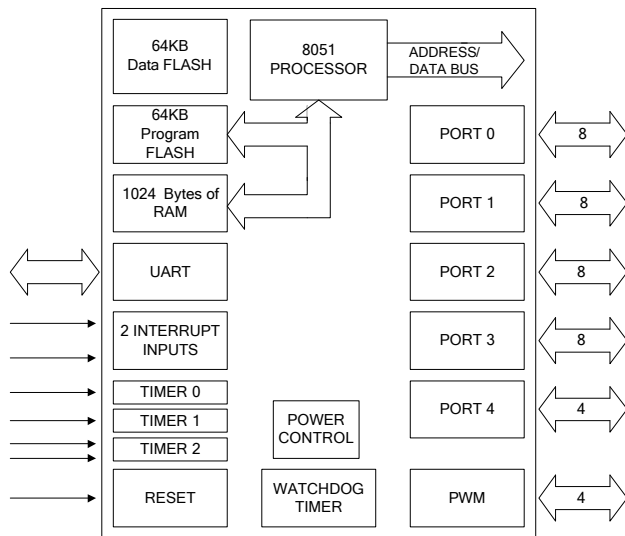 64KB
Data FLASH
8051
PROCESSOR
ADDRESS/
DATA BUS
64KB
Program
FLASH
PORT 0
8
1024 Bytes of
RAM
PORT 1
8
UART
PORT 2
8
2 INTERRUPT
INPUTS
PORT 3
8
TIMER 0
TIMER 1
TIMER 2
POWER
CONTROL
PORT 4
4
RESET
WATCHDOG
TIMER
PWM
4